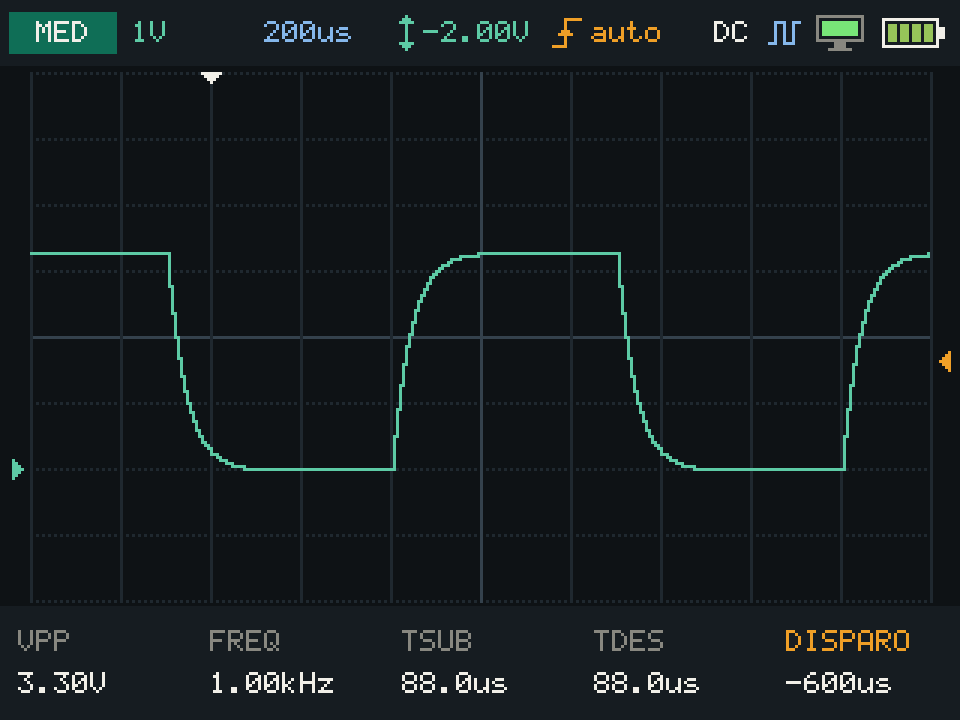 MED 1V 200us -2.00V auto DC
VPP FREQ TSUB TDES DISPARO
3.30V 1.00kHz 88.0us 88.0us -600us